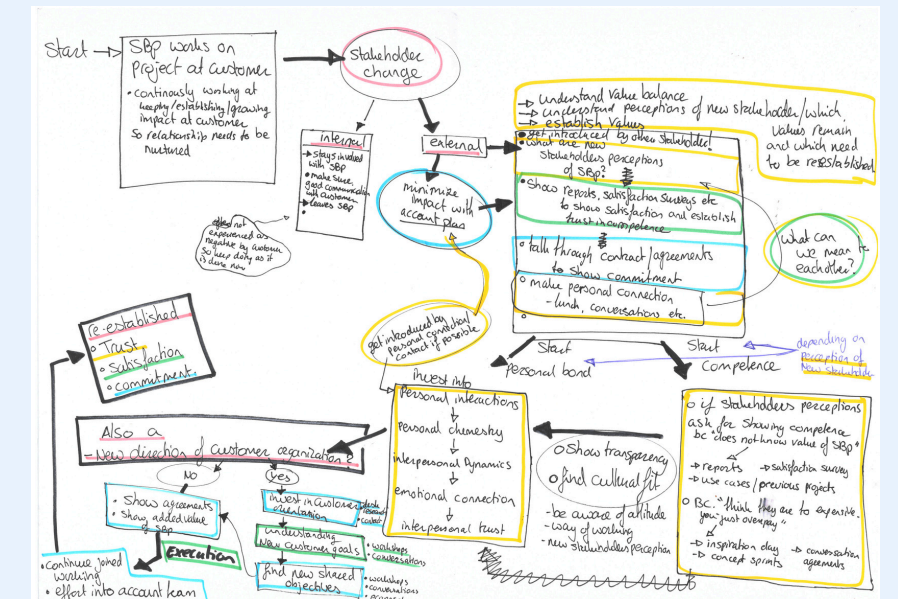 Start →
SBP works on
project at customer
• continously working at
keeping/establishing/growing
impact at customer
So relationship needs to be
nurtured
Stakeholder
change
internal
→ stays involved
with SBP
• make sure,
good communication
with customer
→ leaves SBP
external
not
experienced as
negative by customer
so keep doing as it
is done now
minimize
impact with
account plan
→ understand value balance
→ understand perceptions of new stakeholder/which
values remain
and which need
to be reestablished
→ establish values
• get introduced by other stakeholder!
• what are new
stakeholders perceptions
of SBP?
• Show reports, satisfaction surveys etc
to show satisfaction and establish
trust in competence
• talk through contract/agreements
to show commitment
• make personal connection
- lunch, conversations etc.
what can
we mean to
eachother?
get introduced by
personal connection/
contact if possible
Start
personal bond
Start
Competence
depending on
perception of
New stakeholder
re-established
• Trust
• satisfaction
• commitment
invest into
Personal interactions
Personal chemestry
interpersonal Dynamics
emotional connection
interpersonal trust
o Show transparency
o find cultural fit
- be aware of attitude
- way of working
- new stakeholders perception
o if stakeholders perceptions
ask for showing competence
bc "does not know value of SBP"
→ reports → satisfaction survey
→ use cases/previous projects
o BC. "think they are to expensive.
you just overpay"
→ inspiration day → conversation
→ concept sprints agreements
Also a
- New direction of customer organization?
No
yes
• Shows agreements
• Show added value
of SBP
invest in customer
orientation
understanding
New customer goals
• workshops
• conversations
find new shared
objectives
• workshops
• conversations
Execution
• Continue joined
working
• effort into account team